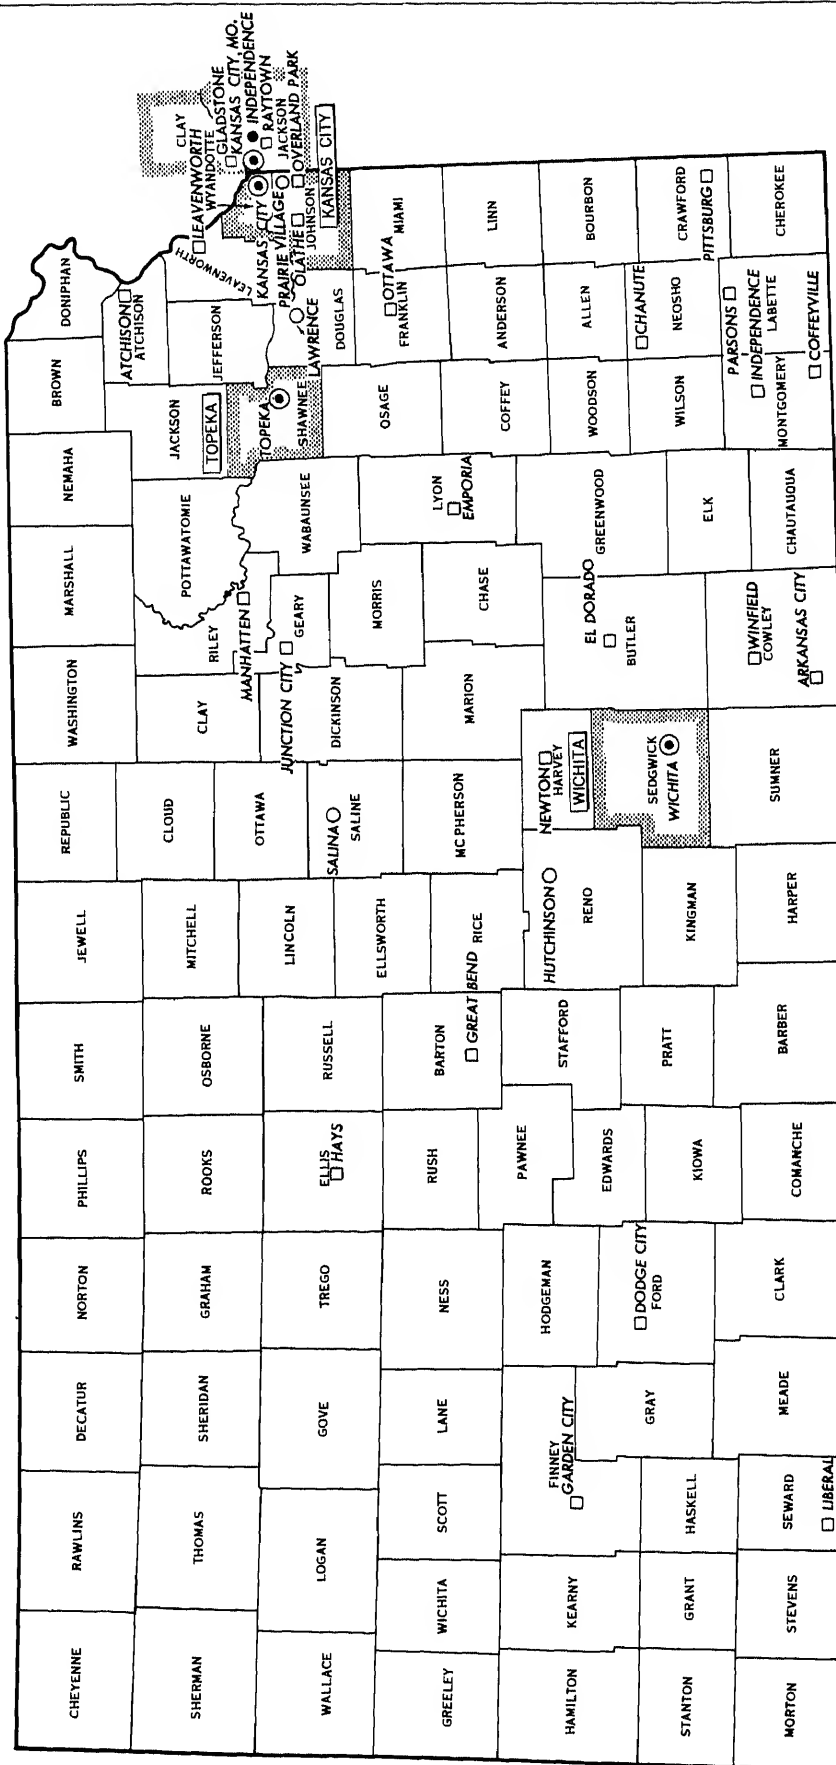 CHEYENNE
RAWLINS
DECATUR
NORTON
PHILLIPS
SMITH
JEWELL
REPUBLIC
WASHINGTON
MARSHALL
NEMAHA
BROWN
DONIPHAN
SHERMAN
THOMAS
SHERIDAN
GRAHAM
ROOKS
OSBORNE
MITCHELL
CLOUD
CLAY
RILEY
POTTAWATOMIE
JACKSON
ATCHISON
ATCHISON
JEFFERSON
LEAVENWORTH
LEAVENWORTH
WYANDOTTE
CLAY
GLADSTONE
KANSAS CITY, MO.
INDEPENDENCE
RAYTOWN
JACKSON
OVERLAND PARK
KANSAS CITY
KANSAS CITY
PRAIRIE VILLAGE
OLATHE
JOHNSON
WALLACE
LOGAN
GOVE
TREGO
ELLIS
HAYS
RUSSELL
LINCOLN
OTTAWA
MANHATTEN
JUNCTION CITY
GEARY
DICKINSON
WABAUNSEE
TOPEKA
TOPEKA
SHAWNEE
LAWRENCE
DOUGLAS
SALINA
SALINE
ELLSWORTH
GREELEY
WICHITA
SCOTT
LANE
NESS
RUSH
BARTON
GREAT BEND
RICE
MC PHERSON
MARION
MORRIS
CHASE
LYON
EMPORIA
OSAGE
OTTAWA
FRANKLIN
MIAMI
COFFEY
ANDERSON
LINN
HAMILTON
KEARNY
FINNEY
GARDEN CITY
HODGEMAN
PAWNEE
EDWARDS
STAFFORD
HUTCHINSON
RENO
NEWTON
HARVEY
WICHITA
SEDGWICK
WICHITA
EL DORADO
BUTLER
GREENWOOD
WOODSON
ALLEN
BOURBON
STANTON
GRANT
HASKELL
GRAY
DODGE CITY
FORD
KIOWA
PRATT
KINGMAN
ELK
WILSON
CHANUTE
NEOSHO
CRAWFORD
PITTSBURG
MORTON
STEVENS
SEWARD
LIBERAL
MEADE
CLARK
COMANCHE
BARBER
HARPER
SUMNER
WINFIELD
COWLEY
ARKANSAS CITY
CHAUTAUQUA
MONTGOMERY
INDEPENDENCE
COFFEYVILLE
PARSONS
LABETTE
CHEROKEE